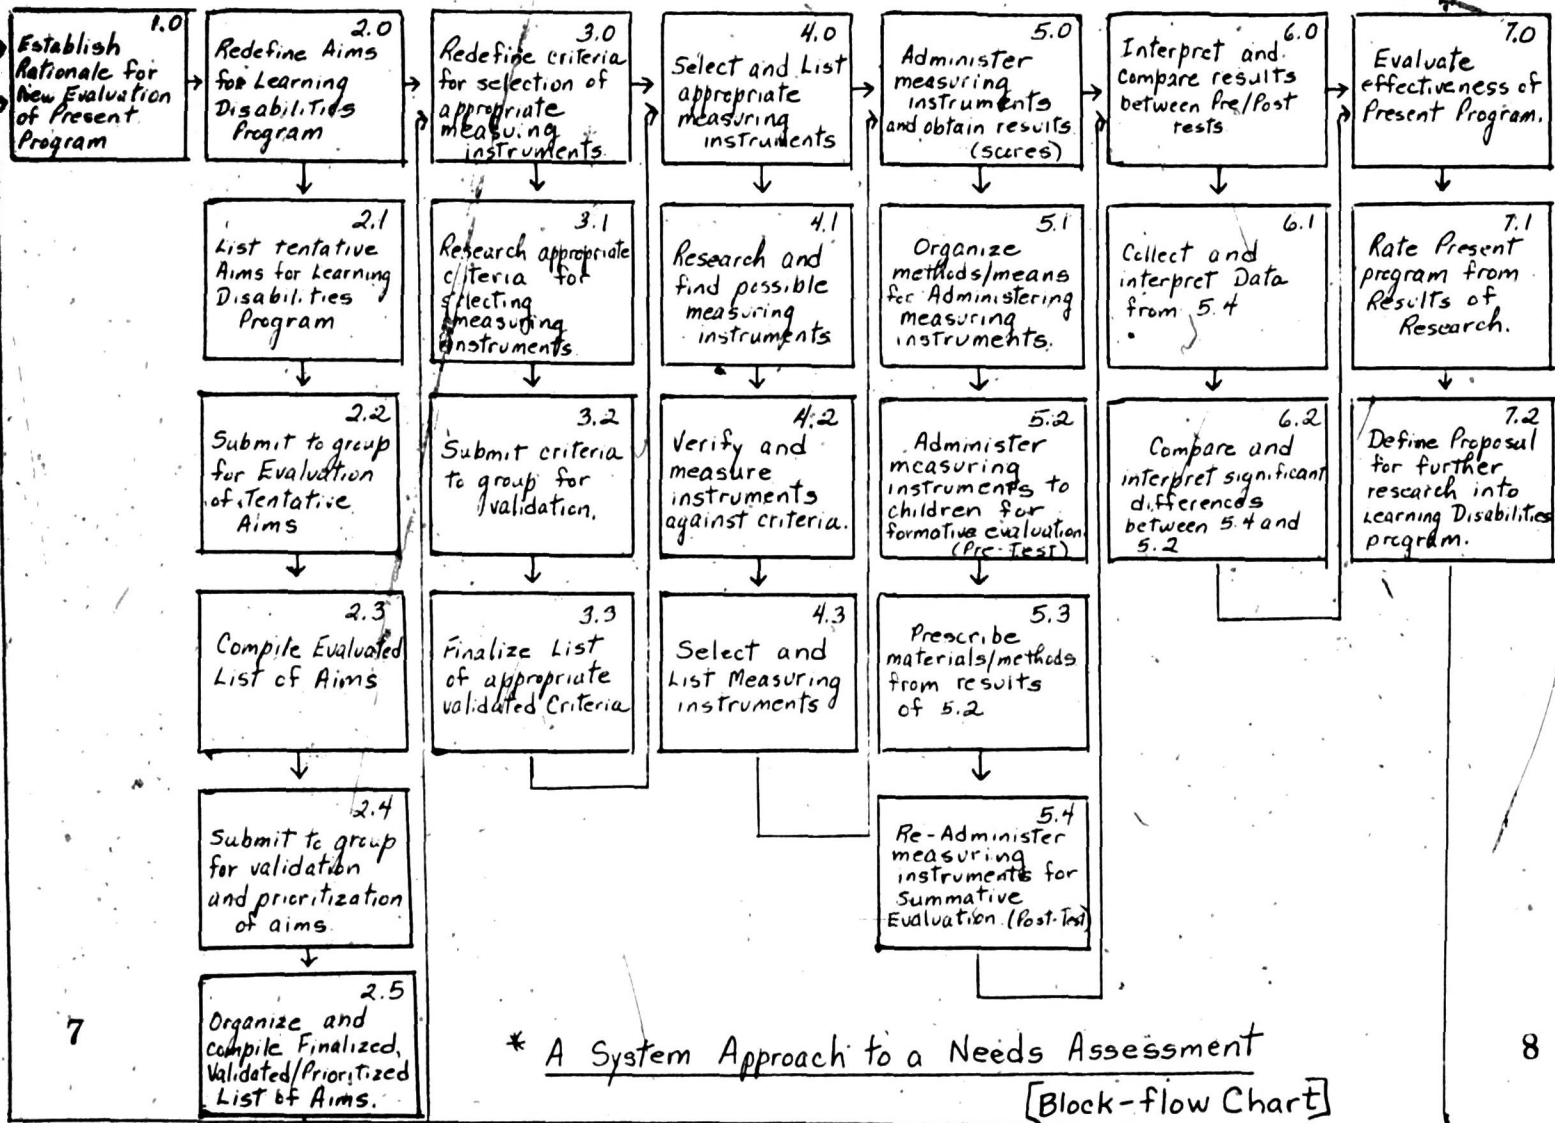 1.0
Establish
Rationale for
New Evaluation
of Present
Program
2.0
Redefine Aims
for Learning
Disabilities
Program
3.0
Redefine criteria
for selection of
appropriate
measuing
instruments.
4.0
Select and List
appropriate
measuring
instruments
5.0
Administer
measuring
instruments
and obtain results.
(scores)
6.0
Interpret and
compare results
between Pre/Post
tests
7.0
Evaluate
effectiveness of
Present Program.
2.1
List tentative
Aims for Learning
Disabilities
Program
3.1
Research appropriate
criteria for
selecting
measuring
instruments.
4.1
Research and
find possible
measuring
instruments
5.1
Organize
methods/means
for Administering
measuring
instruments.
6.1
Collect and
interpret Data
from 5.4
7.1
Rate Present
program from
Results of
Research.
2.2
Submit to group
for Evaluation
of Tentative
Aims
3.2
Submit criteria
to group for
validation.
4.2
Verify and
measure
instruments
against criteria.
5.2
Administer
measuring
instruments to
children for
formative evaluation
(Pre-Test)
6.2
Compare and
interpret significant
differences
between 5.4 and
5.2
7.2
Define Proposal
for further
research into
Learning Disabilities
program.
2.3
Compile Evaluated
List of Aims
3.3
Finalize List
of appropriate
validated Criteria
4.3
Select and
List Measuring
instruments
5.3
Prescribe
materials/methods
from results
of 5.2
2.4
Submit to group
for validation
and prioritization
of aims.
5.4
Re-Administer
measuring
instruments for
Summative
Evaluation (Post-Test)
2.5
Organize and
compile Finalized,
Validated/Prioritized
List of Aims.
7
* A System Approach to a Needs Assessment
[Block-flow Chart]
8